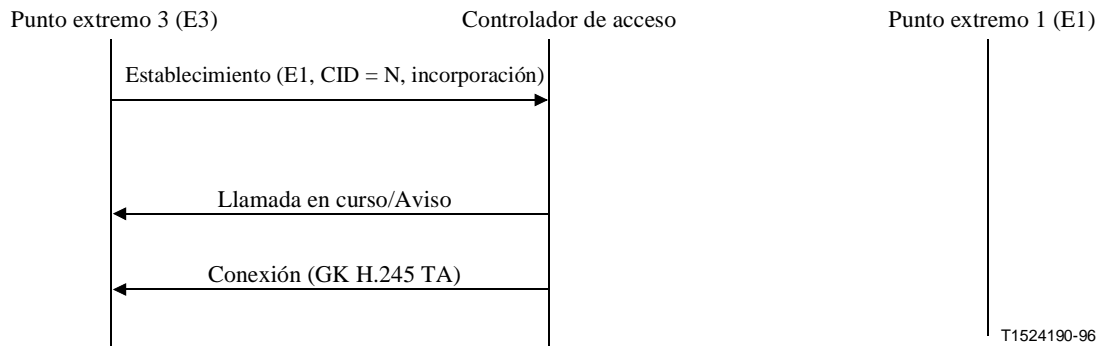 Punto extremo 3 (E3)
Controlador de acceso
Punto extremo 1 (E1)
Establecimiento (E1, CID = N, incorporación)
Llamada en curso/Aviso
Conexión (GK H.245 TA)
T1524190-96